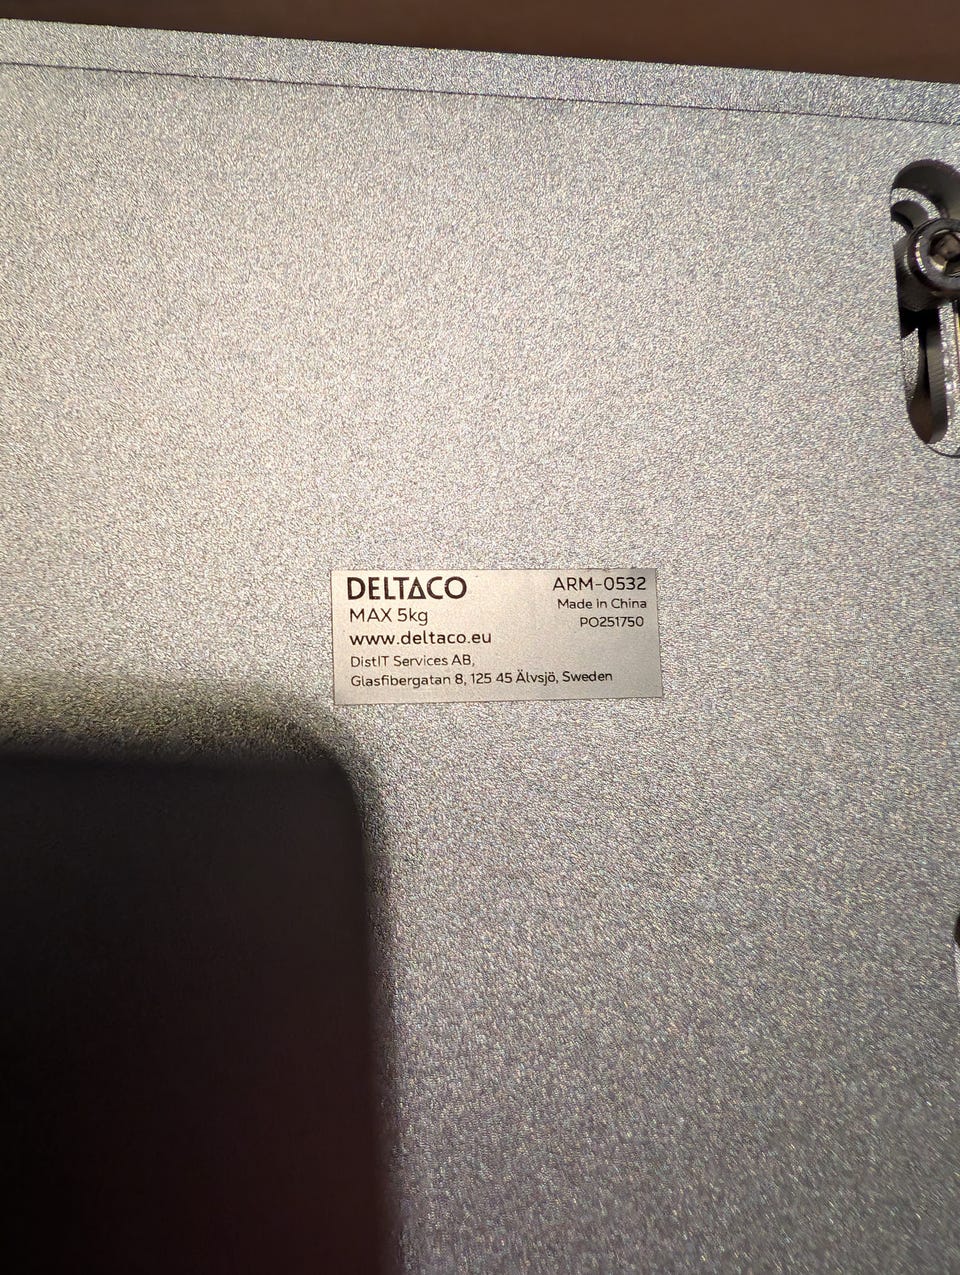 DELTACO
ARM-0532
MAX 5kg
Made in China
www.deltaco.eu
PO251750
DistIT Services AB,
Glasfibergatan 8, 125 45 Älvsjö, Sweden